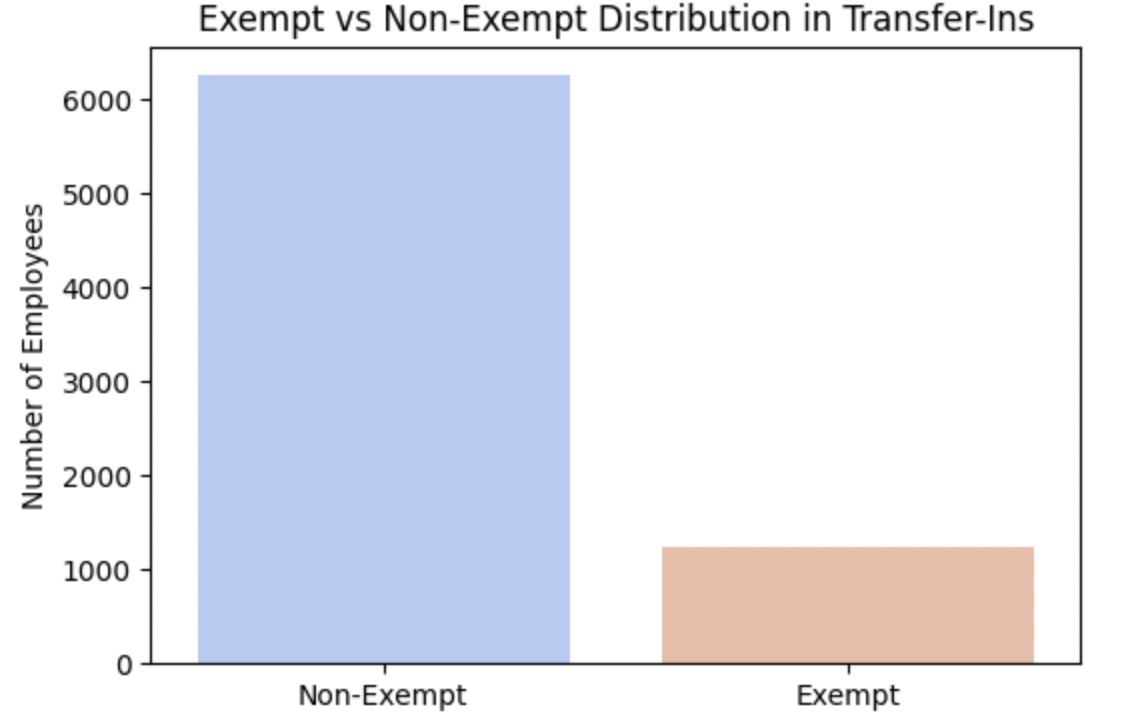 Exempt vs Non-Exempt Distribution in Transfer-Ins
Number of Employees
6000
5000
4000
3000
2000
1000
0
Non-Exempt
Exempt